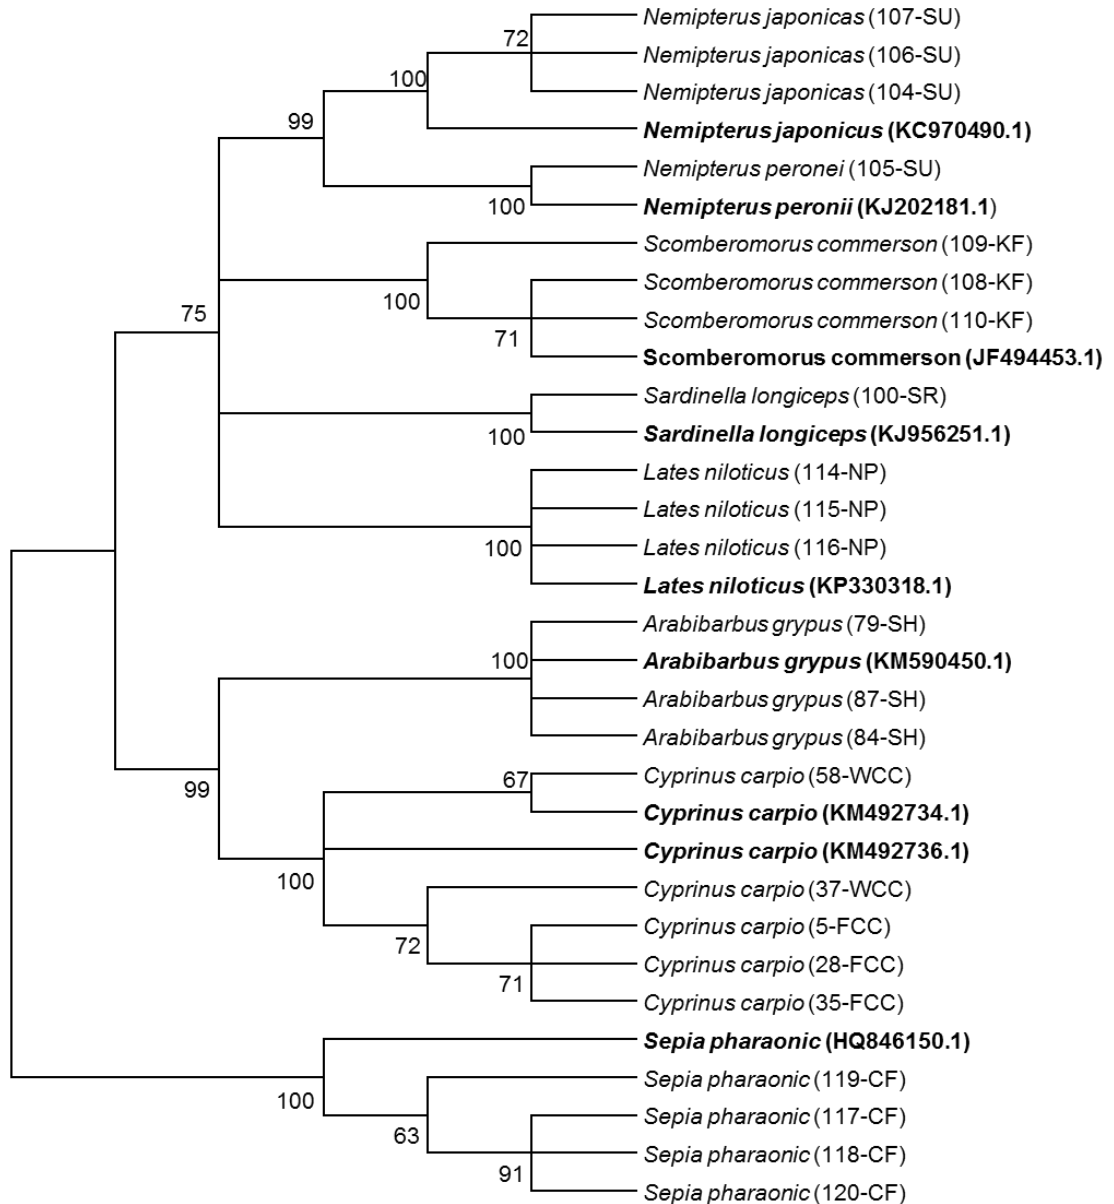 Nemipterus japonicas (107-SU)
72
Nemipterus japonicas (106-SU)
100
Nemipterus japonicas (104-SU)
99
Nemipterus japonicus (KC970490.1)
Nemipterus peronei (105-SU)
100
Nemipterus peronii (KJ202181.1)
Scomberomorus commerson (109-KF)
Scomberomorus commerson (108-KF)
100
75
Scomberomorus commerson (110-KF)
71
Scomberomorus commerson (JF494453.1)
Sardinella longiceps (100-SR)
100
Sardinella longiceps (KJ956251.1)
Lates niloticus (114-NP)
Lates niloticus (115-NP)
100
Lates niloticus (116-NP)
Lates niloticus (KP330318.1)
Arabibarbus grypus (79-SH)
100
Arabibarbus grypus (KM590450.1)
Arabibarbus grypus (87-SH)
Arabibarbus grypus (84-SH)
67
Cyprinus carpio (58-WCC)
99
Cyprinus carpio (KM492734.1)
Cyprinus carpio (KM492736.1)
100
Cyprinus carpio (37-WCC)
Cyprinus carpio (5-FCC)
72
Cyprinus carpio (28-FCC)
71
Cyprinus carpio (35-FCC)
Sepia pharaonic (HQ846150.1)
Sepia pharaonic (119-CF)
100
Sepia pharaonic (117-CF)
63
Sepia pharaonic (118-CF)
91
Sepia pharaonic (120-CF)